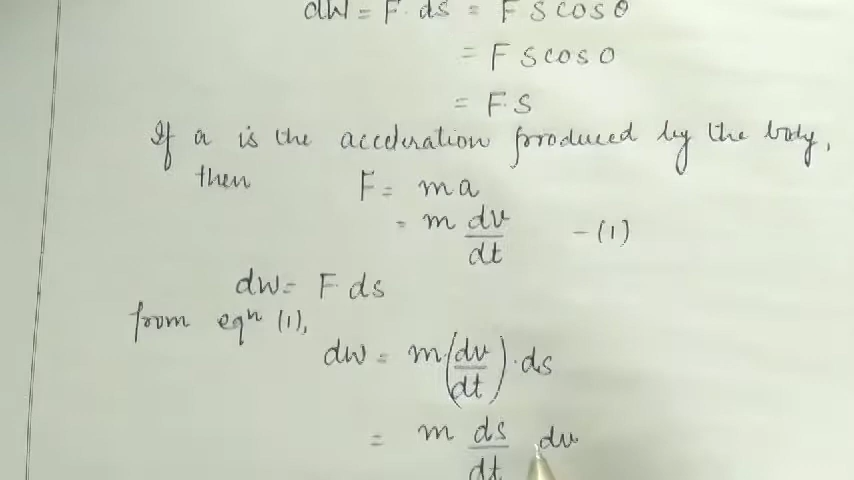 dW = F. ds = F S cos θ
= F S cos 0
= F. S
If a is the acceleration produced by the body,
then F = ma
= m dv/dt - (1)
dw = F. ds
from eqⁿ (1),
dw = m(dv/dt) . ds
= m ds/dt dv